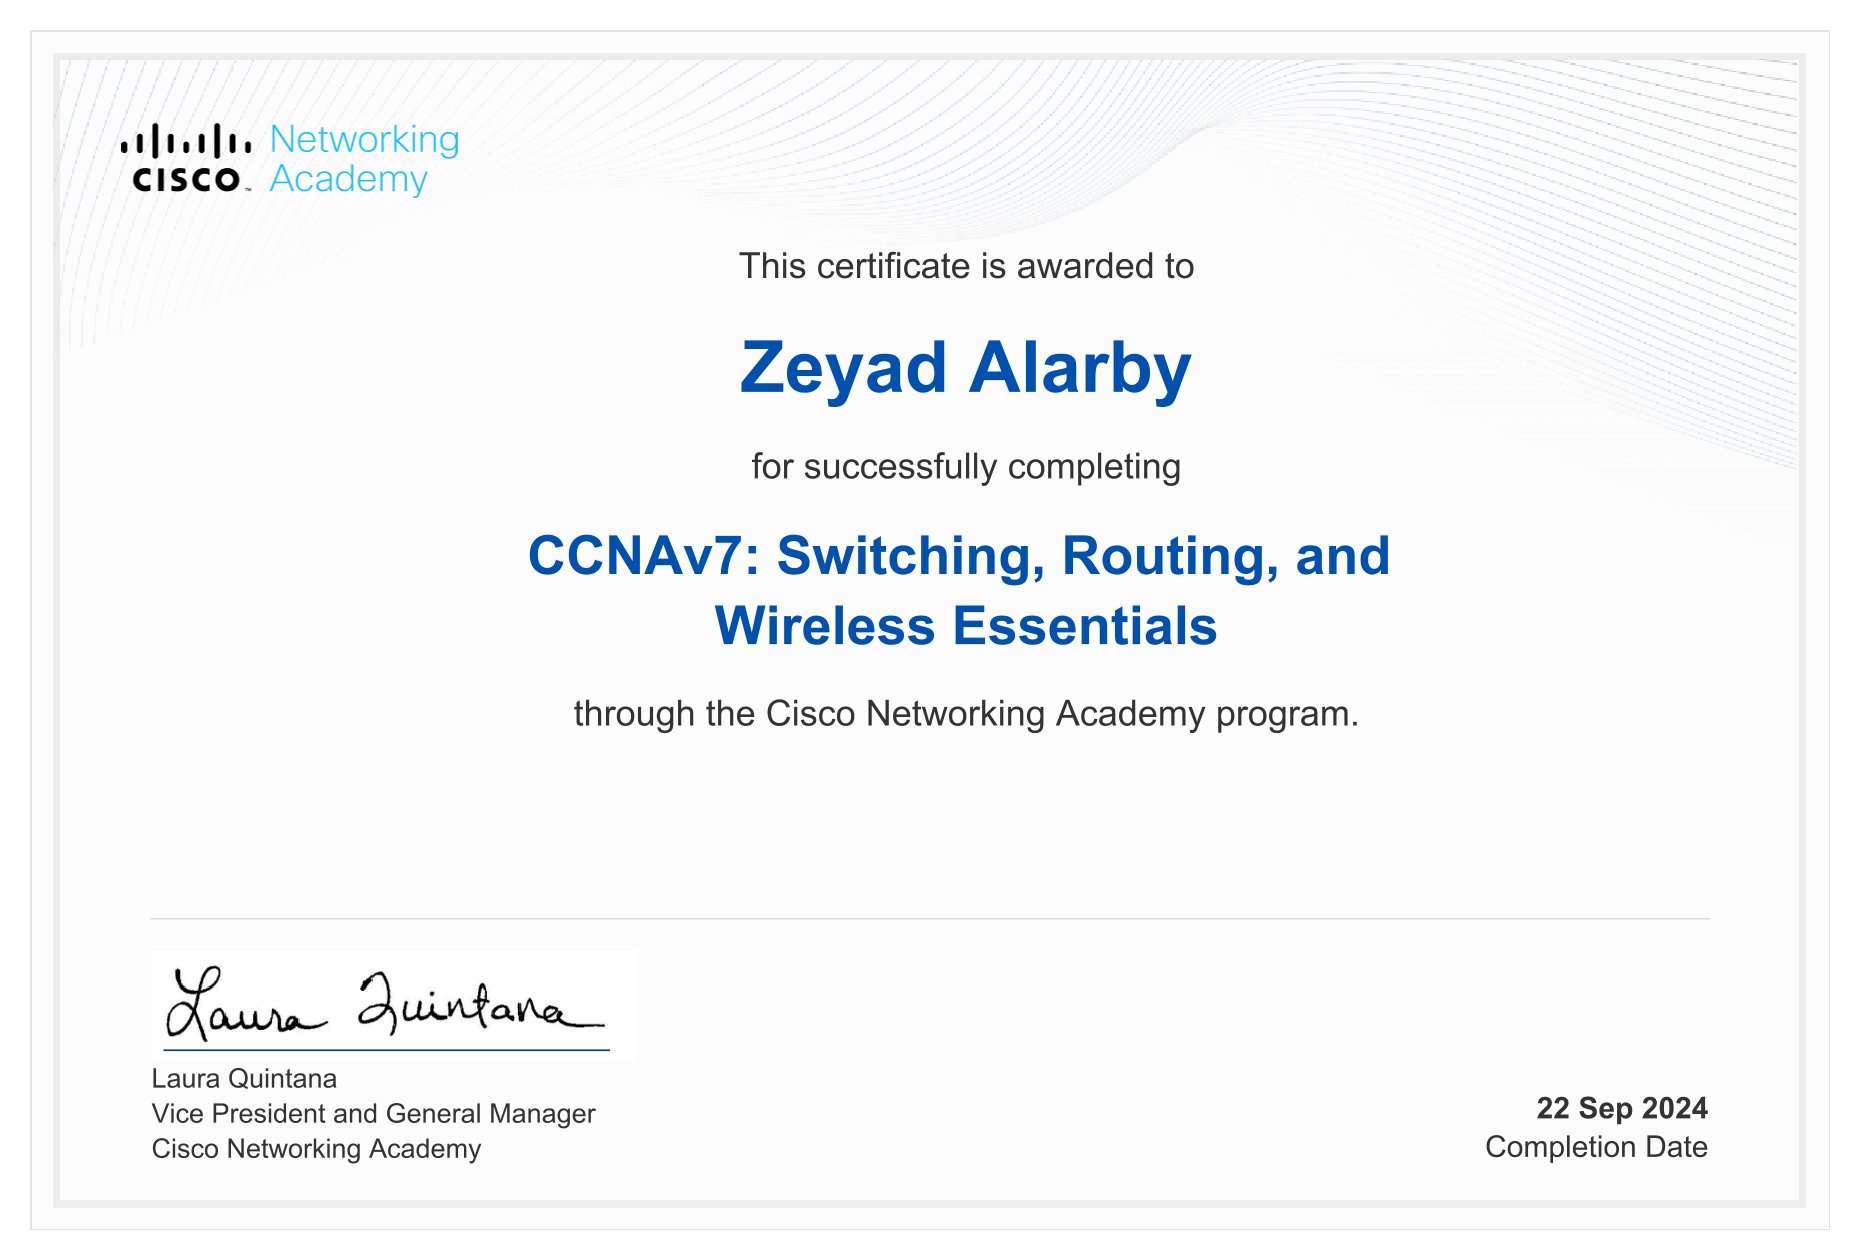 Networking
CISCO™ Academy
This certificate is awarded to
Zeyad Alarby
for successfully completing
CCNAv7: Switching, Routing, and
Wireless Essentials
through the Cisco Networking Academy program.
Laura Quintana
Laura Quintana
Vice President and General Manager
Cisco Networking Academy
22 Sep 2024
Completion Date